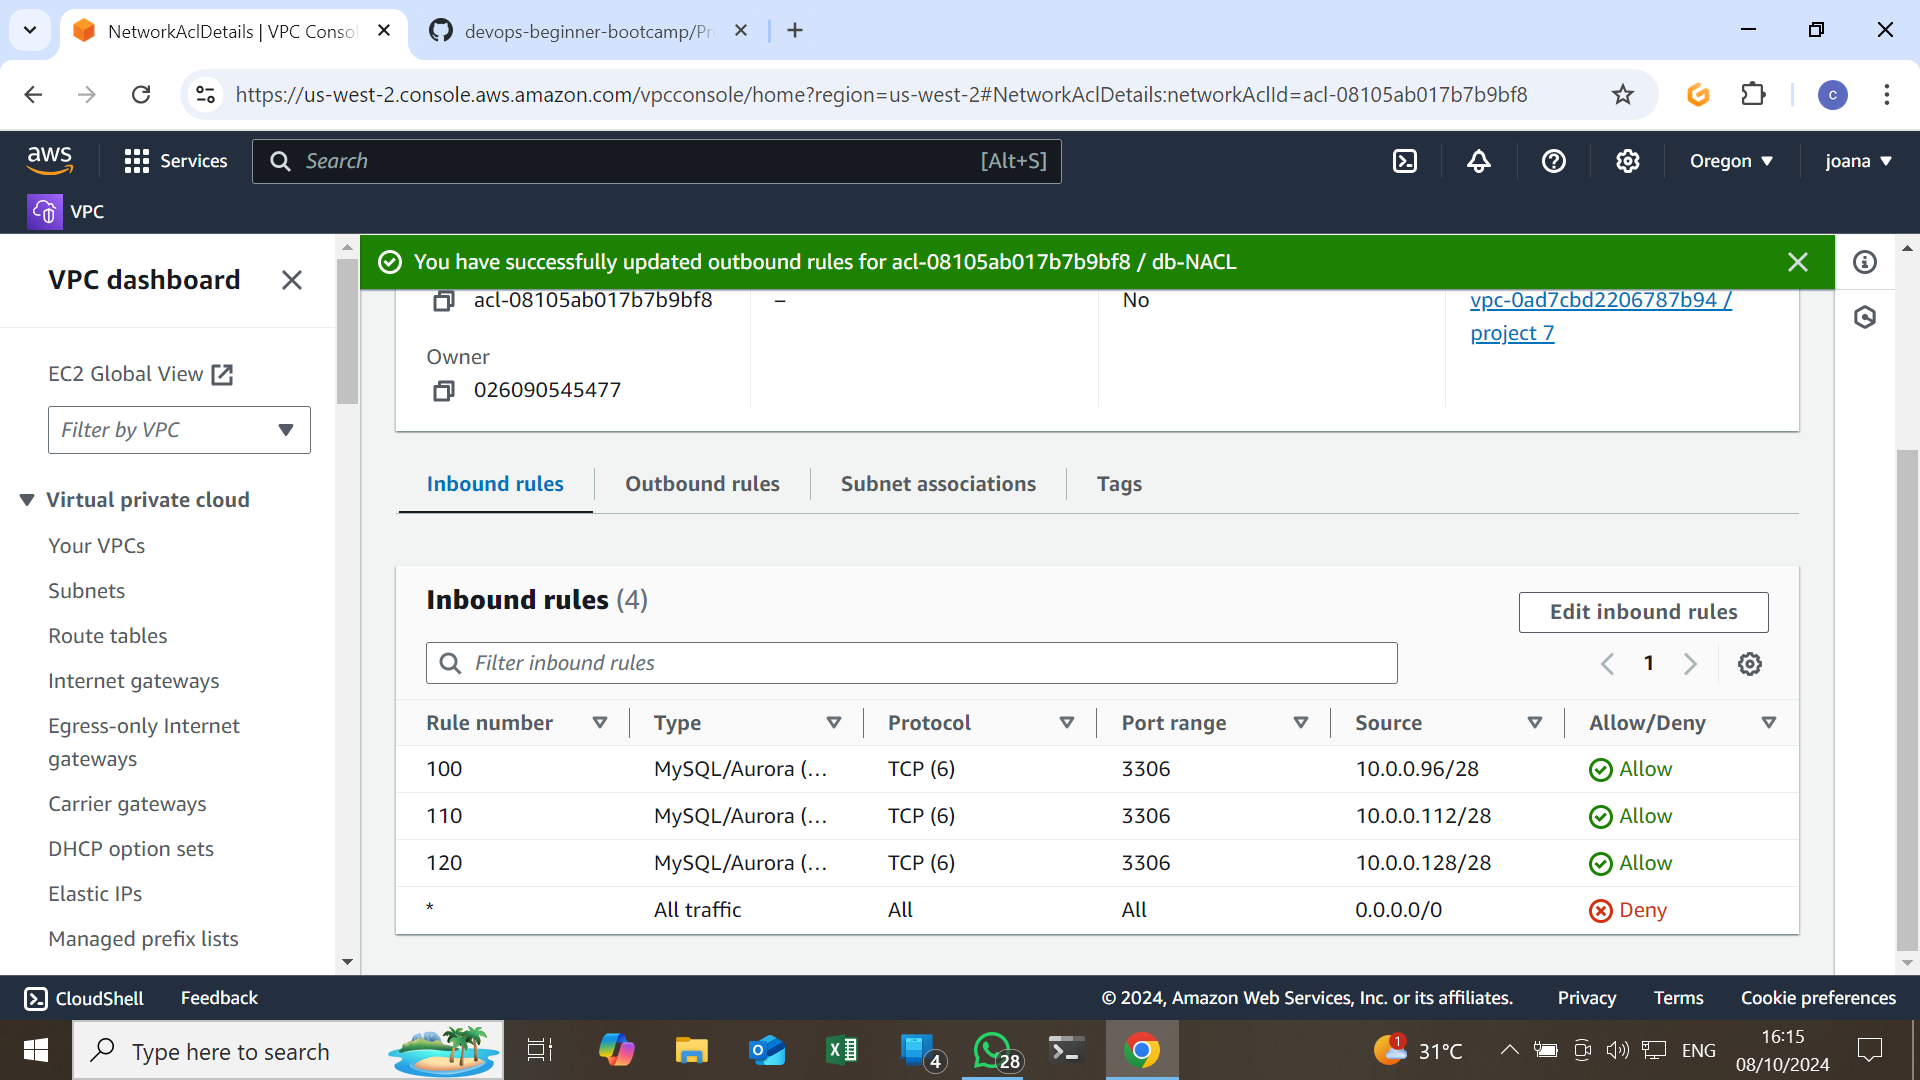 NetworkAclDetails | VPC Consol
devops-beginner-bootcamp/Pr
https://us-west-2.console.aws.amazon.com/vpcconsole/home?region=us-west-2#NetworkAclDetails:networkAclId=acl-08105ab017b7b9bf8
C
aws
Services
Search
[Alt+S]
Oregon
joana
VPC
VPC dashboard
EC2 Global View
Filter by VPC
Virtual private cloud
Your VPCs
Subnets
Route tables
Internet gateways
Egress-only Internet
gateways
Carrier gateways
DHCP option sets
Elastic IPs
Managed prefix lists
You have successfully updated outbound rules for acl-08105ab017b7b9bf8 / db-NACL
acl-08105ab017b7b9bf8
–
No
vpc-0ad7cbd2206787b94 /
project 7
Owner
026090545477
Inbound rules
Outbound rules
Subnet associations
Tags
Inbound rules (4)
Edit inbound rules
Filter inbound rules
1
Rule number Type Protocol Port range Source Allow/Deny
100 MySQL/Aurora (... TCP (6) 3306 10.0.0.96/28 Allow
110 MySQL/Aurora (... TCP (6) 3306 10.0.0.112/28 Allow
120 MySQL/Aurora (... TCP (6) 3306 10.0.0.128/28 Allow
* All traffic All All 0.0.0.0/0 Deny
CloudShell
Feedback
© 2024, Amazon Web Services, Inc. or its affiliates.
Privacy
Terms
Cookie preferences
Type here to search
4
28
1
31°C
ENG
16:15
08/10/2024